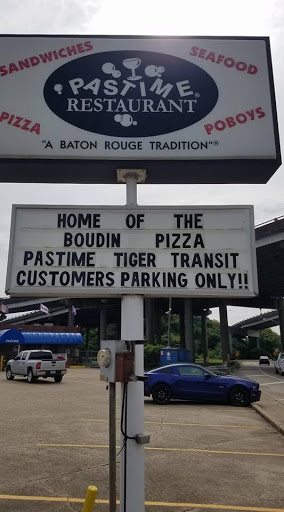 SANDWICHES
SEAFOOD
PASTIME
RESTAURANT®
PIZZA
POBOYS
"A BATON ROUGE TRADITION"®
HOME OF THE
BOUDIN PIZZA
PASTIME TIGER TRANSIT
CUSTOMERS PARKING ONLY!!